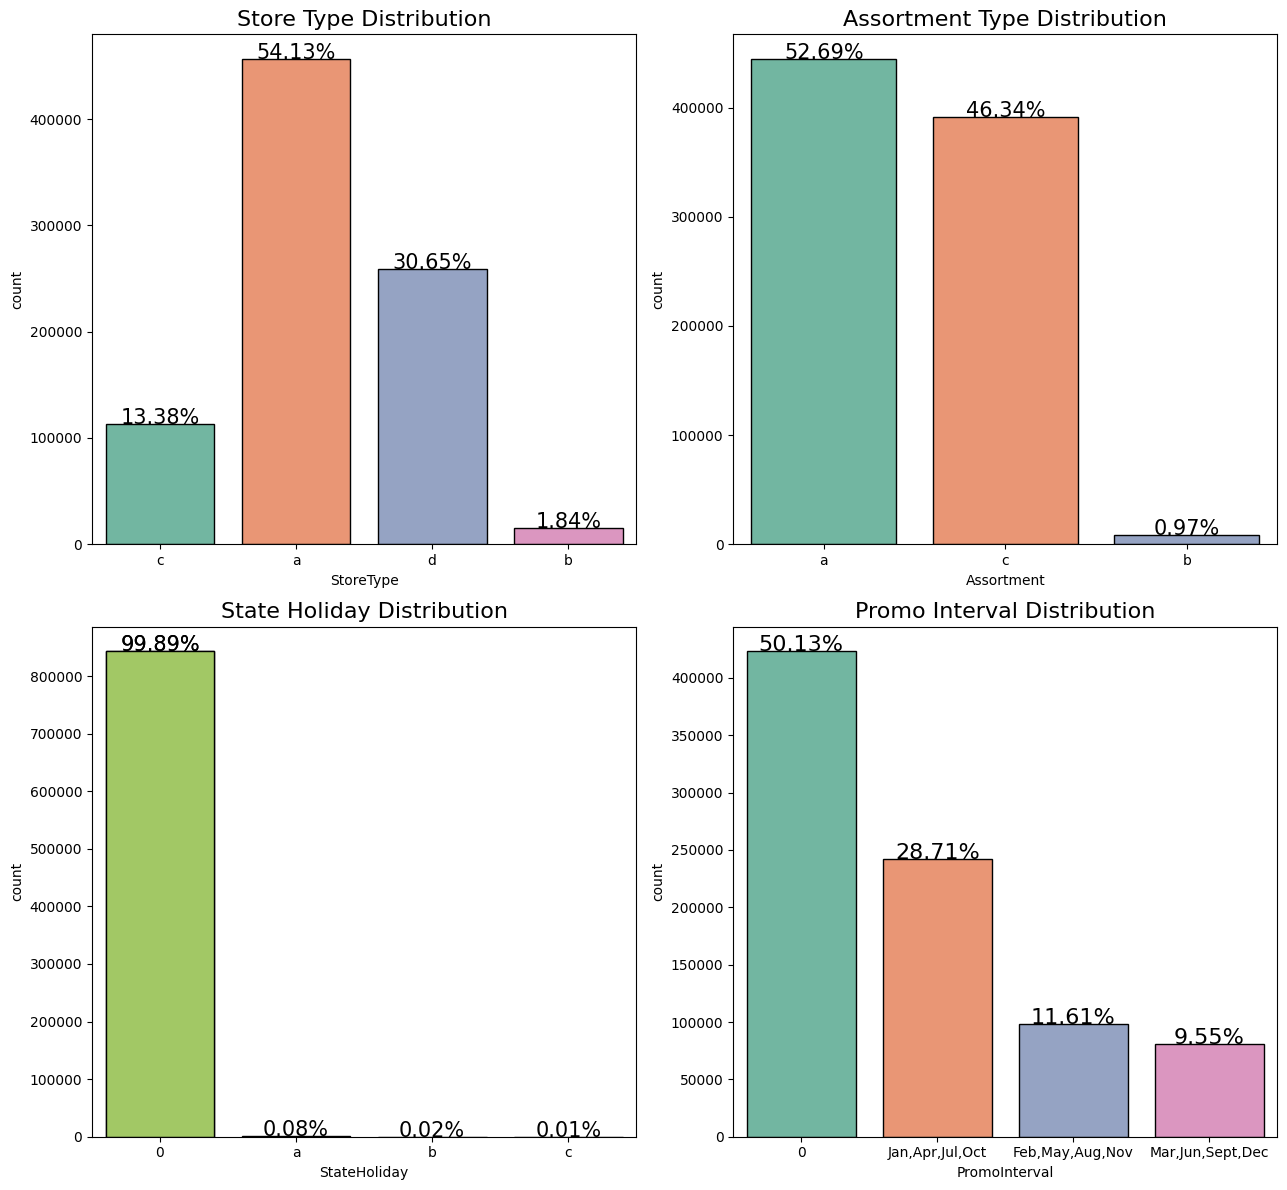 Store Type Distribution
54.13%
400000
300000
30.65%
200000
13.38%
100000
1.84%
0
c a d b
count
StoreType
Assortment Type Distribution
52.69%
46.34%
400000
300000
200000
100000
0.97%
0
a c b
count
Assortment
State Holiday Distribution
99.89%
800000
700000
600000
500000
400000
300000
200000
100000
0.08% 0.02% 0.01%
0
0 a b c
count
StateHoliday
Promo Interval Distribution
50.13%
400000
350000
300000
28.71%
250000
200000
150000
11.61%
100000
9.55%
50000
0
0 Jan,Apr,Jul,Oct Feb,May,Aug,Nov Mar,Jun,Sept,Dec
count
PromoInterval